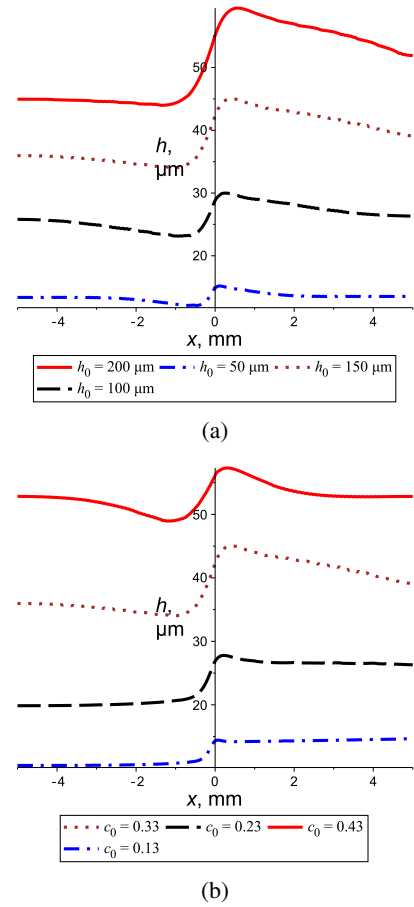 50
40
h,
μm
30
20
-4 -2 0 2 4
x, mm
h0 = 200 μm h0 = 50 μm h0 = 150 μm
h0 = 100 μm
(a)
50
40
h,
μm
30
20
-4 -2 0 2 4
x, mm
c0 = 0.33 c0 = 0.23 c0 = 0.43
c0 = 0.13
(b)